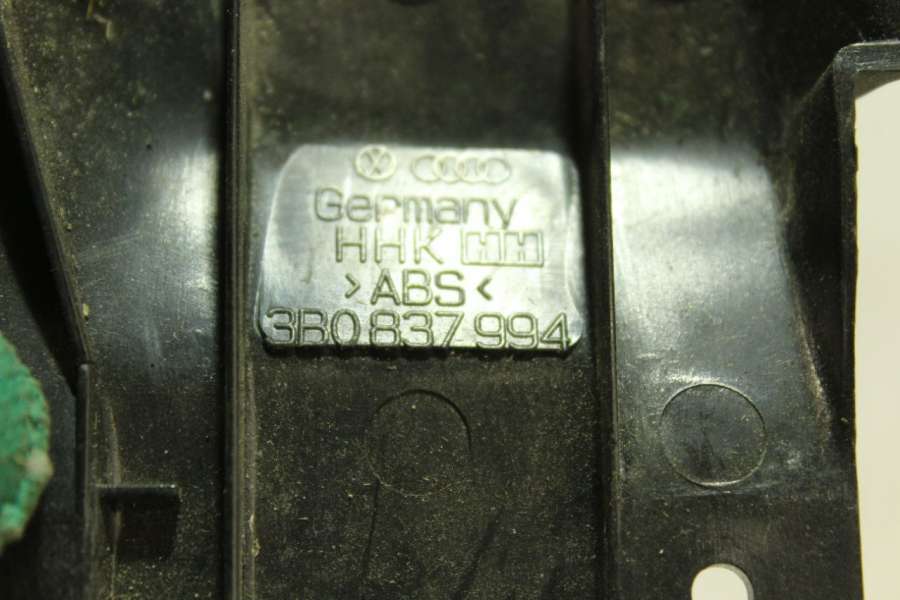 Germany
HHK
>ABS<
3B0 837 994